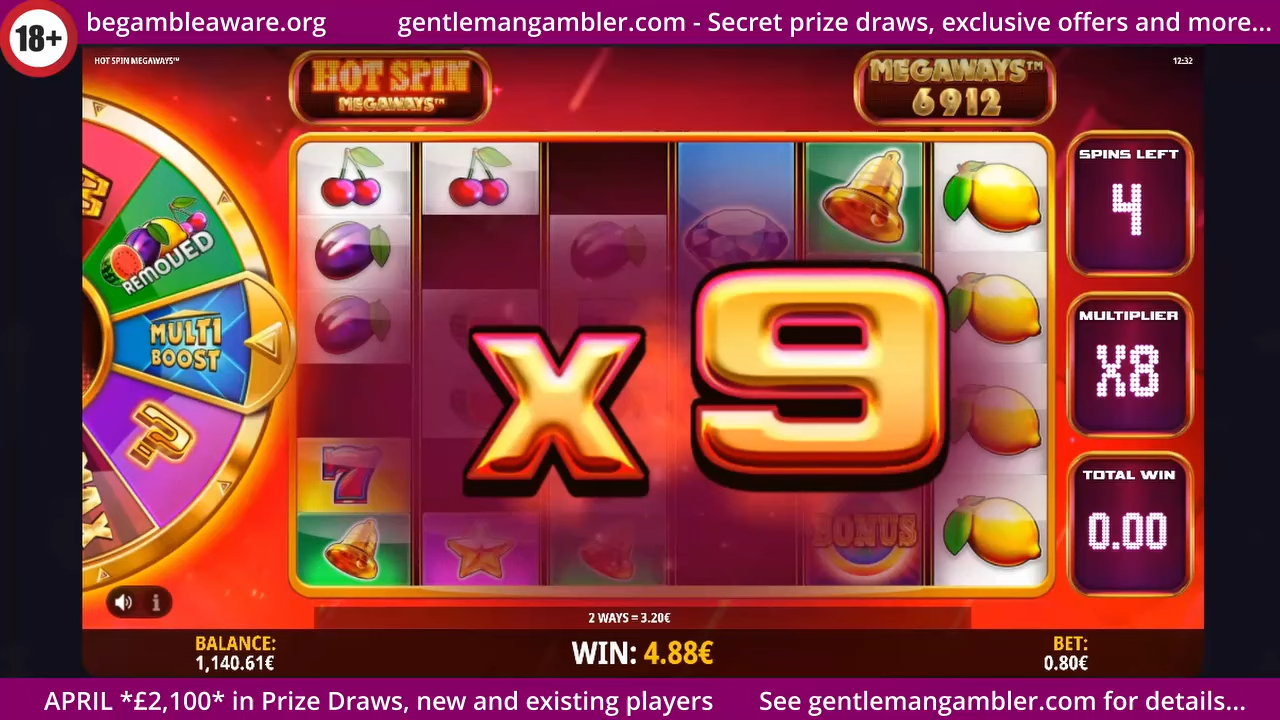 18+
begambleaware.org
gentlemangambler.com - Secret prize draws, exclusive offers and more...
HOT SPIN MEGAWAYS™
12:32
HOT SPIN
MEGAWAYS™
MEGAWAYS™
6912
REMOVED
MULTI
BOOST
?
7
BONUS
x9
SPINS LEFT
4
MULTIPLIER
X8
TOTAL WIN
0.00
2 WAYS = 3.20€
BALANCE:
1,140.61€
WIN: 4.88€
BET:
0.80€
APRIL *£2,100* in Prize Draws, new and existing players
See gentlemangambler.com for details...